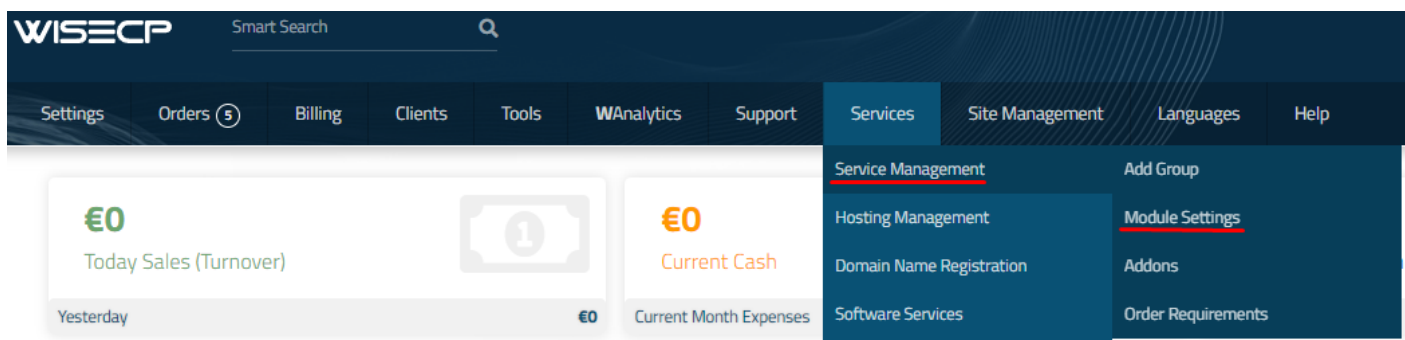 WISECP
Smart Search
Settings Orders 5 Billing Clients Tools WAnalytics Support Services Site Management Languages Help
Service Management Add Group
Hosting Management Module Settings
Domain Name Registration Addons
Software Services Order Requirements
€0
Today Sales (Turnover)
1
Yesterday €0
€0
Current Cash
Current Month Expenses